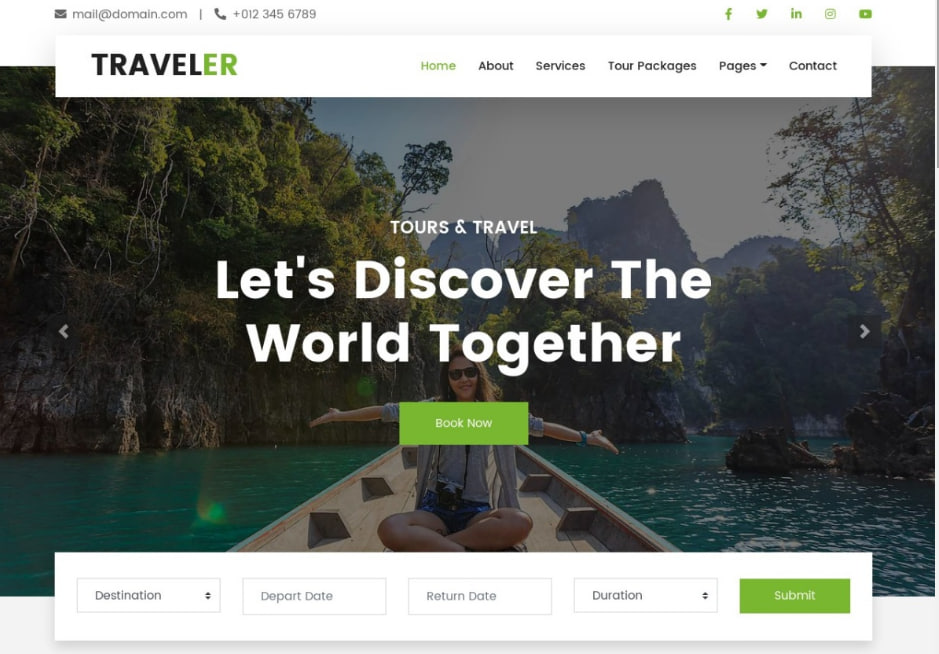 mail@domain.com | +012 345 6789
TRAVELER
Home About Services Tour Packages Pages Contact
TOURS & TRAVEL
Let's Discover The
World Together
Book Now
Destination Depart Date Return Date Duration Submit